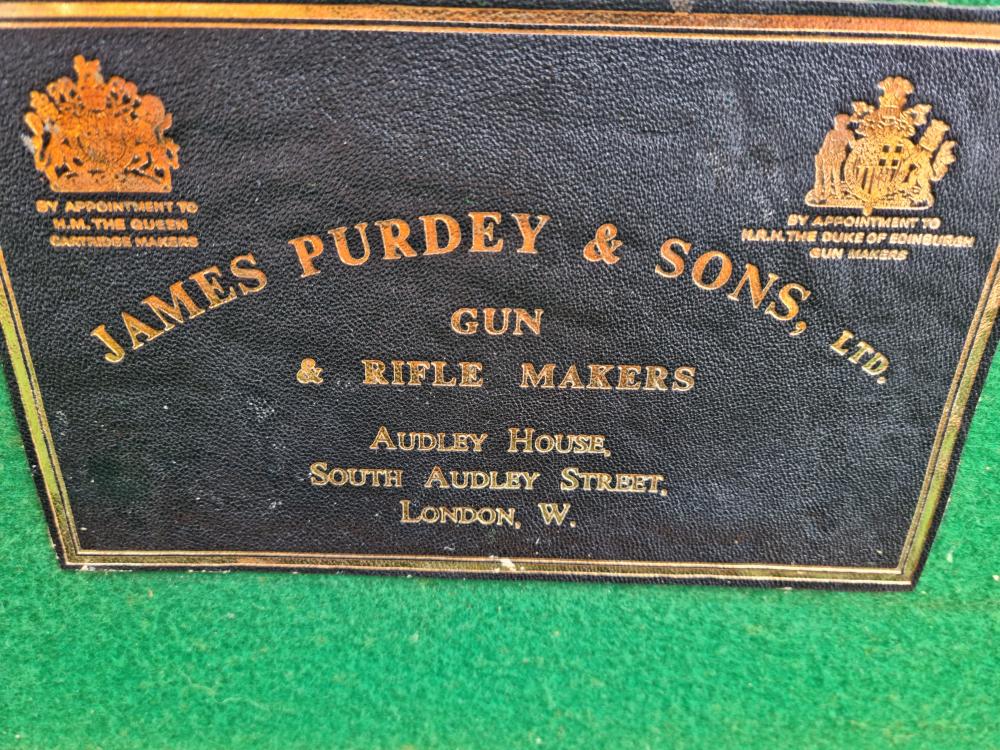 BY APPOINTMENT TO
H.M. THE QUEEN
CARTRIDGE MAKERS
BY APPOINTMENT TO
H.R.H. THE DUKE OF EDINBURGH
GUN MAKERS
JAMES PURDEY & SONS, LTD.
GUN
& RIFLE MAKERS
AUDLEY HOUSE,
SOUTH AUDLEY STREET,
LONDON, W.